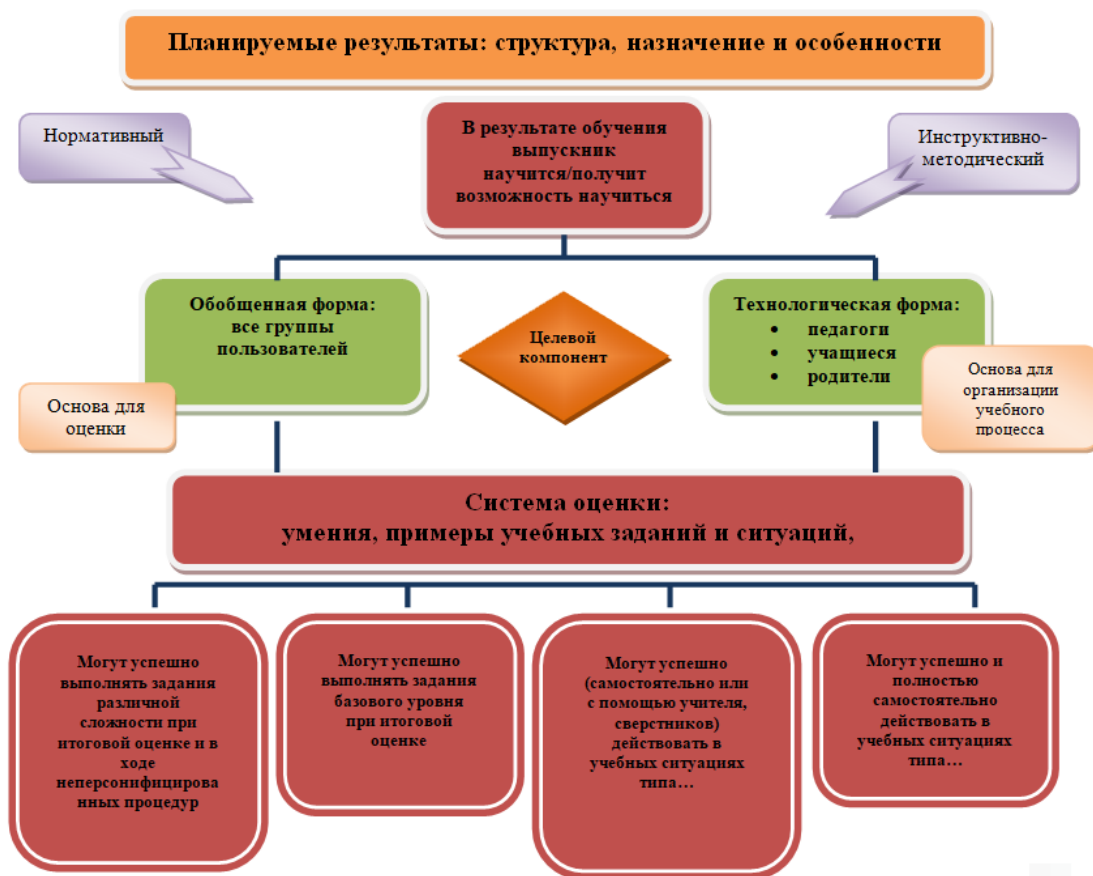 Планируемые результаты: структура, назначение и особенности
Нормативный
В результате обучения
выпускник
научится/получит
возможность научиться
Инструктивно-
методический
Обобщенная форма:
все группы
пользователей
Целевой
компонент
Технологическая форма:
• педагоги
• учащиеся
• родители
Основа для
оценки
Основа для
организации
учебного
процесса
Система оценки:
умения, примеры учебных заданий и ситуаций,
Могут успешно
выполнять задания
различной
сложности при
итоговой оценке и в
ходе
неперсонифицирова
нных процедур
Могут успешно
выполнять задания
базового уровня
при итоговой
оценке
Могут успешно
(самостоятельно или
с помощью учителя,
сверстников)
действовать в
учебных ситуациях
типа…
Могут успешно и
полностью
самостоятельно
действовать в
учебных ситуациях
типа…